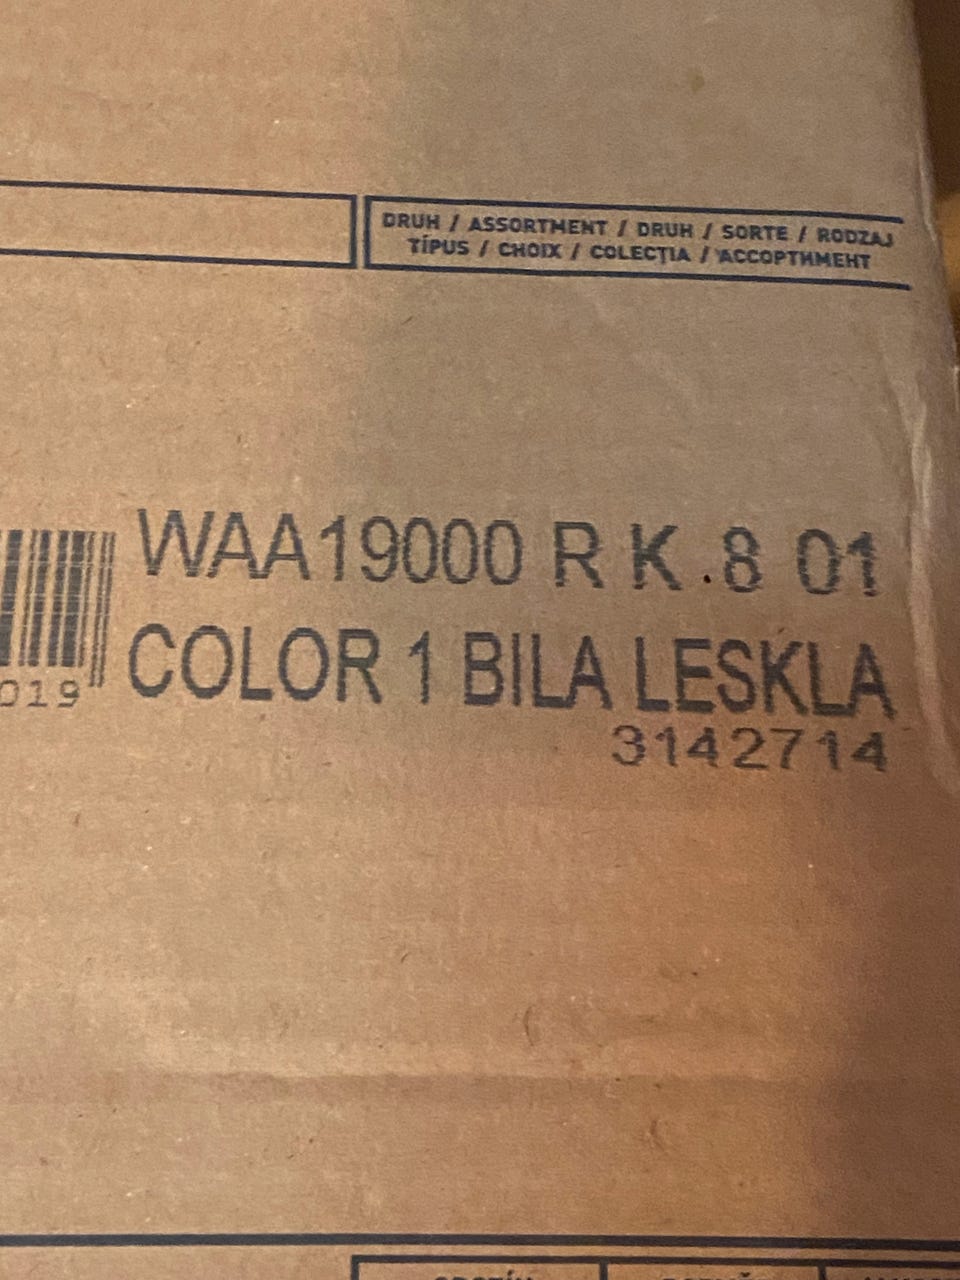 DRUH / ASSORTMENT / DRUH / SORTE / RODZAJ
TÍPUS / CHOIX / COLECȚIA / АССОРТИМЕНТ
WAA19000 R K .8 01
COLOR 1 BILA LESKLA
019
3142714